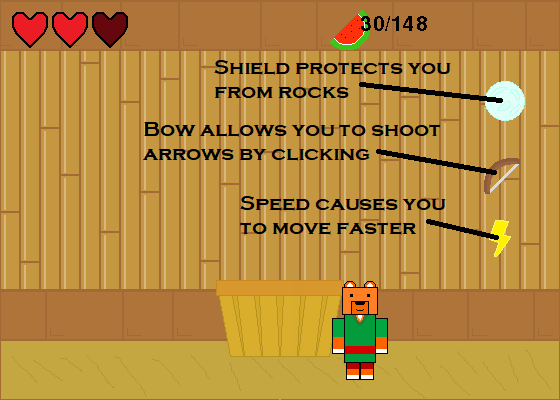 30/148
Shield protects you
from rocks
Bow allows you to shoot
arrows by clicking
Speed causes you
to move faster